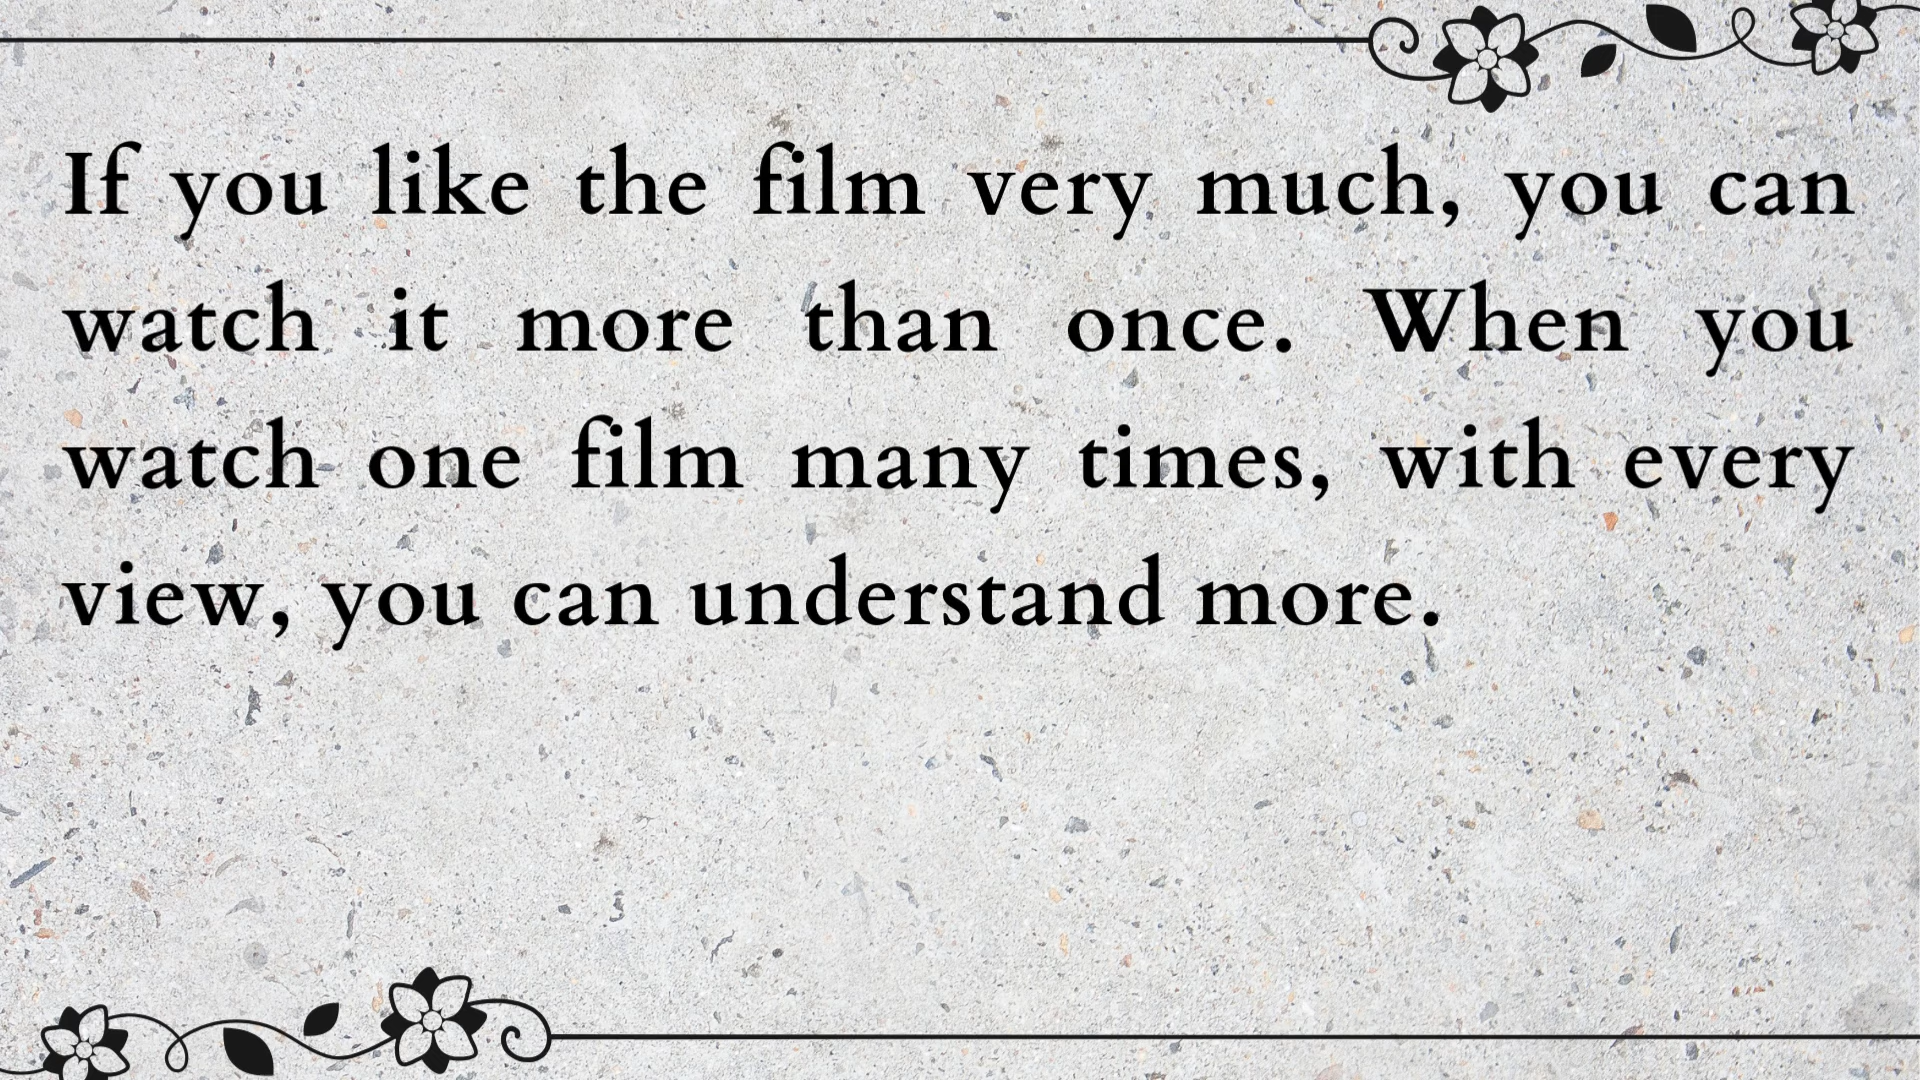 If you like the film very much, you can
watch it more than once. When you
watch one film many times, with every
view, you can understand more.